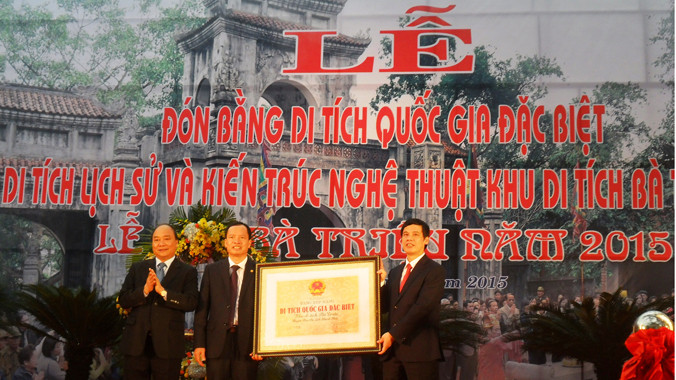 LỄ
ĐÓN BẰNG DI TÍCH QUỐC GIA ĐẶC BIỆT
DI TÍCH LỊCH SỬ VÀ KIẾN TRÚC NGHỆ THUẬT KHU DI TÍCH BÀ
LỄ BÀ TRIỆU NĂM 2015
2015
DI TÍCH QUỐC GIA ĐẶC BIỆT